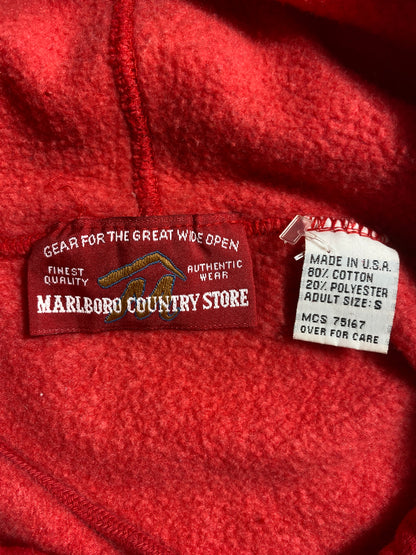 GEAR FOR THE GREAT WIDE OPEN
FINEST QUALITY
AUTHENTIC WEAR
MARLBORO COUNTRY STORE
MADE IN U.S.A.
80% COTTON
20% POLYESTER
ADULT SIZE: S
MCS 75167
OVER FOR CARE